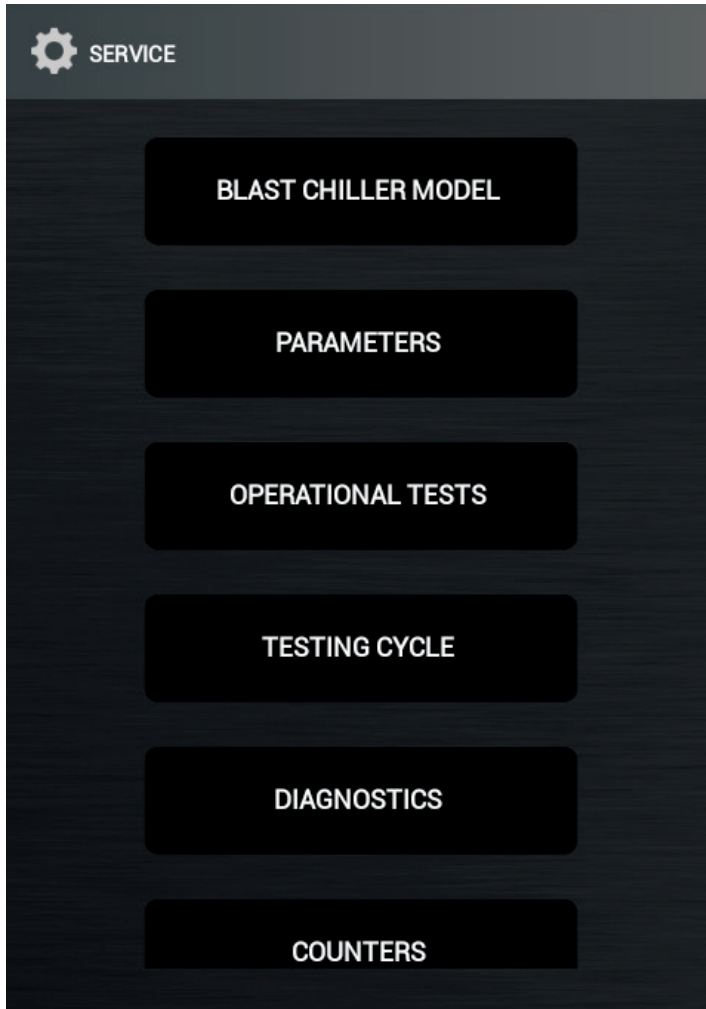 SERVICE
BLAST CHILLER MODEL
PARAMETERS
OPERATIONAL TESTS
TESTING CYCLE
DIAGNOSTICS
COUNTERS